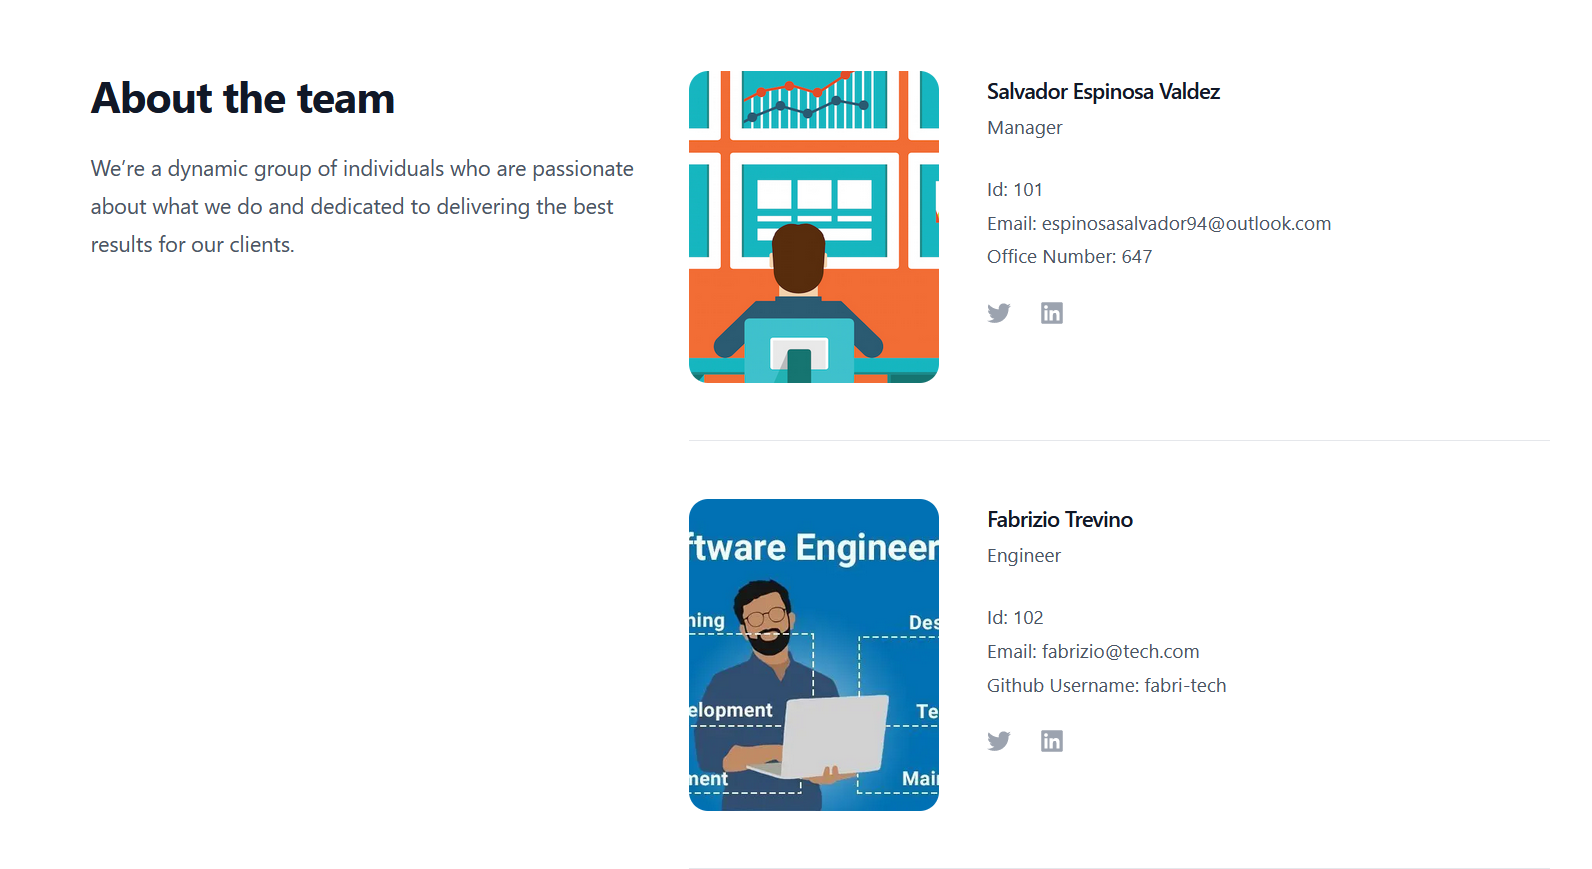 About the team
We’re a dynamic group of individuals who are passionate
about what we do and dedicated to delivering the best
results for our clients.
Salvador Espinosa Valdez
Manager
Id: 101
Email: espinosasalvador94@outlook.com
Office Number: 647
in
ftware Engineer
ning
Des
elopment
Te
ment
Mai
Fabrizio Trevino
Engineer
Id: 102
Email: fabrizio@tech.com
Github Username: fabri-tech
in